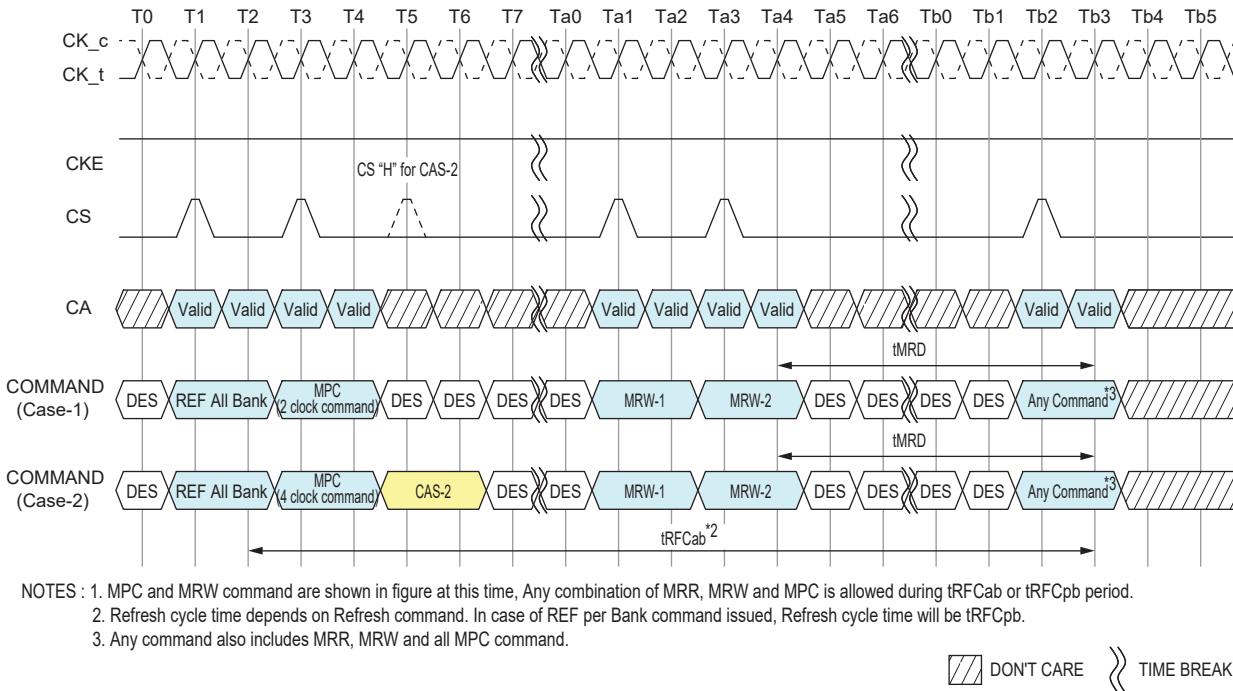 T0 T1 T2 T3 T4 T5 T6 T7 Ta0 Ta1 Ta2 Ta3 Ta4 Ta5 Ta6 Tb0 Tb1 Tb2 Tb3 Tb4 Tb5
CK_c
CK_t
CKE
CS "H" for CAS-2
CS
CA Valid Valid Valid Valid Valid Valid Valid Valid Valid Valid
tMRD
COMMAND
(Case-1)
DES REF All Bank MPC (2 clock command) DES DES DES DES MRW-1 MRW-2 DES DES DES DES Any Command*3
tMRD
COMMAND
(Case-2)
DES REF All Bank MPC (4 clock command) CAS-2 DES DES MRW-1 MRW-2 DES DES DES DES Any Command*3
tRFCab*2
NOTES : 1. MPC and MRW command are shown in figure at this time, Any combination of MRR, MRW and MPC is allowed during tRFCab or tRFCpb period.
2. Refresh cycle time depends on Refresh command. In case of REF per Bank command issued, Refresh cycle time will be tRFCpb.
3. Any command also includes MRR, MRW and all MPC command.
DON'T CARE TIME BREAK